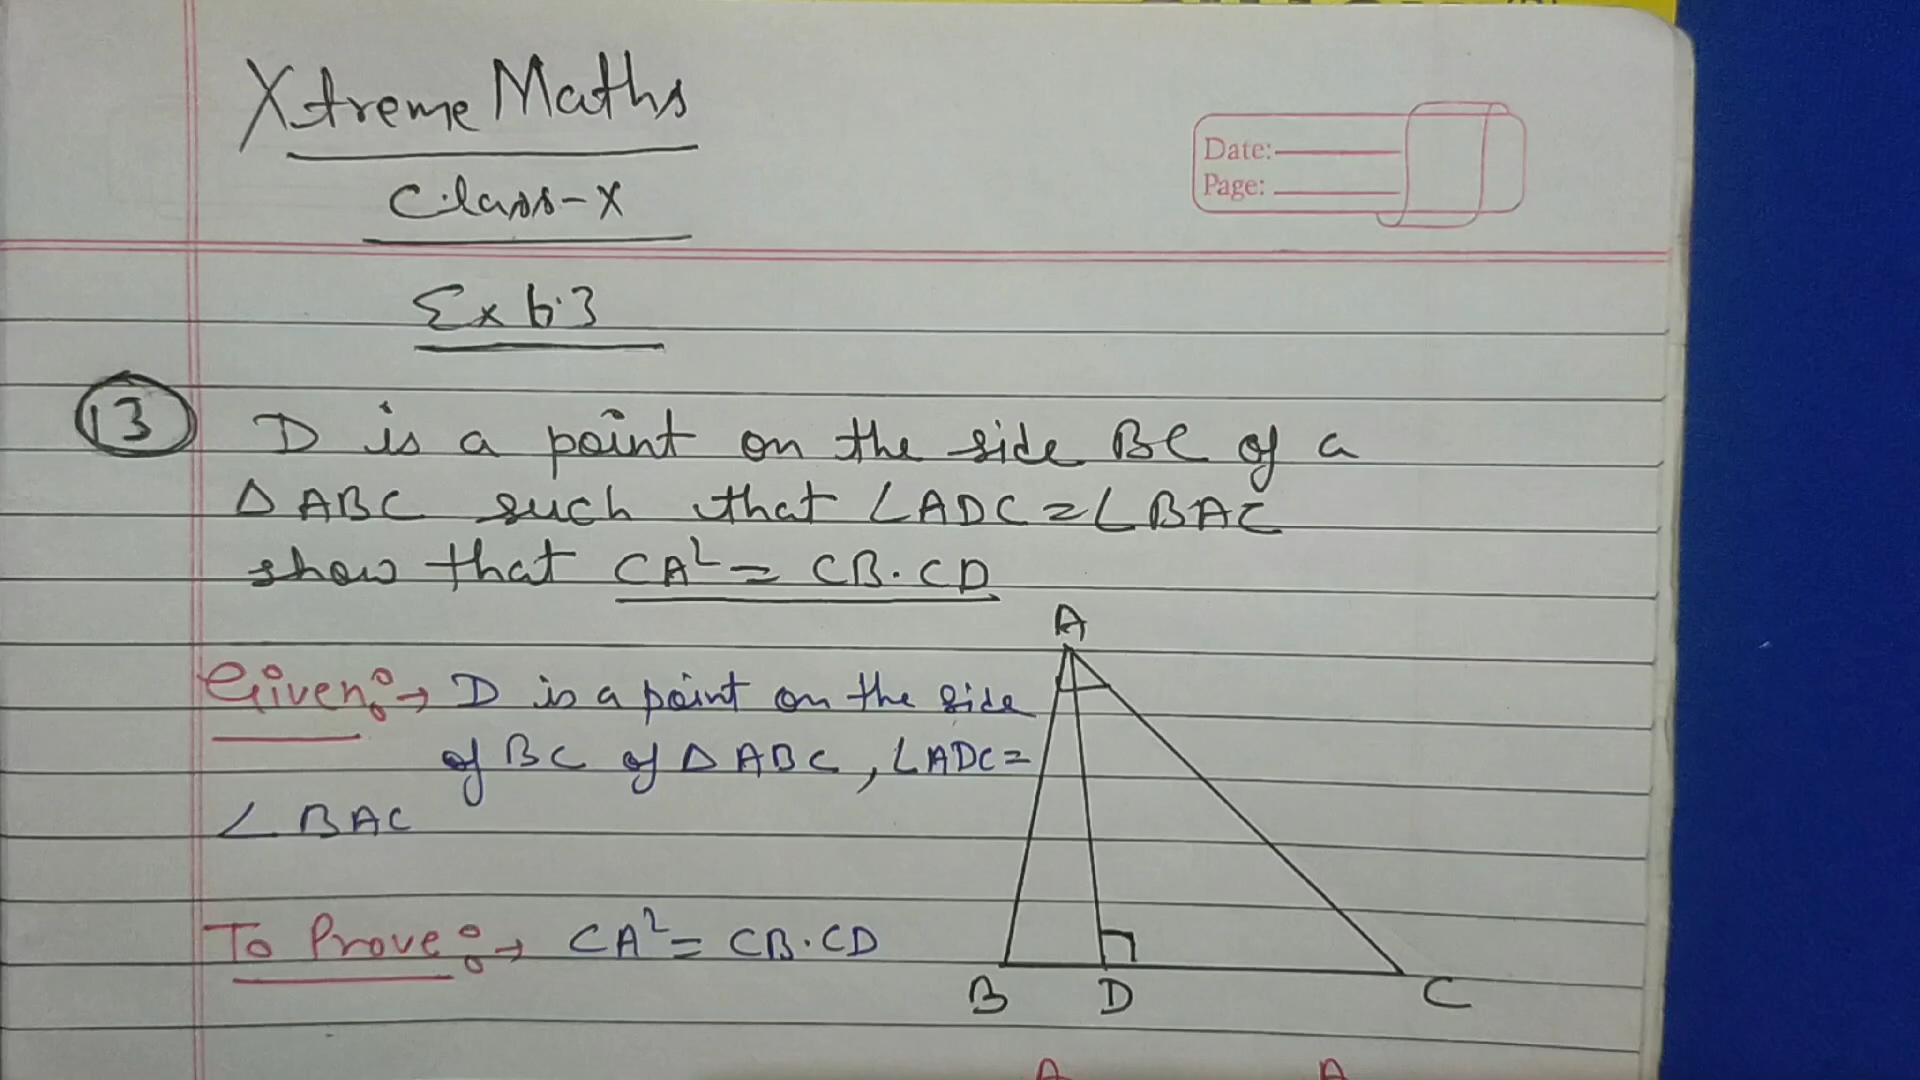 Xtreme Maths
Class-X
Date:
Page:
Ex 6.3
13 D is a point on the side BC of a
△ ABC such that ∠ADC = ∠BAC
show that CA² = CB.CD
Given:→ D is a point on the side
of BC of △ ABC, ∠ADC =
∠ BAC
To Prove:→ CA² = CB.CD
A
B D C
A A